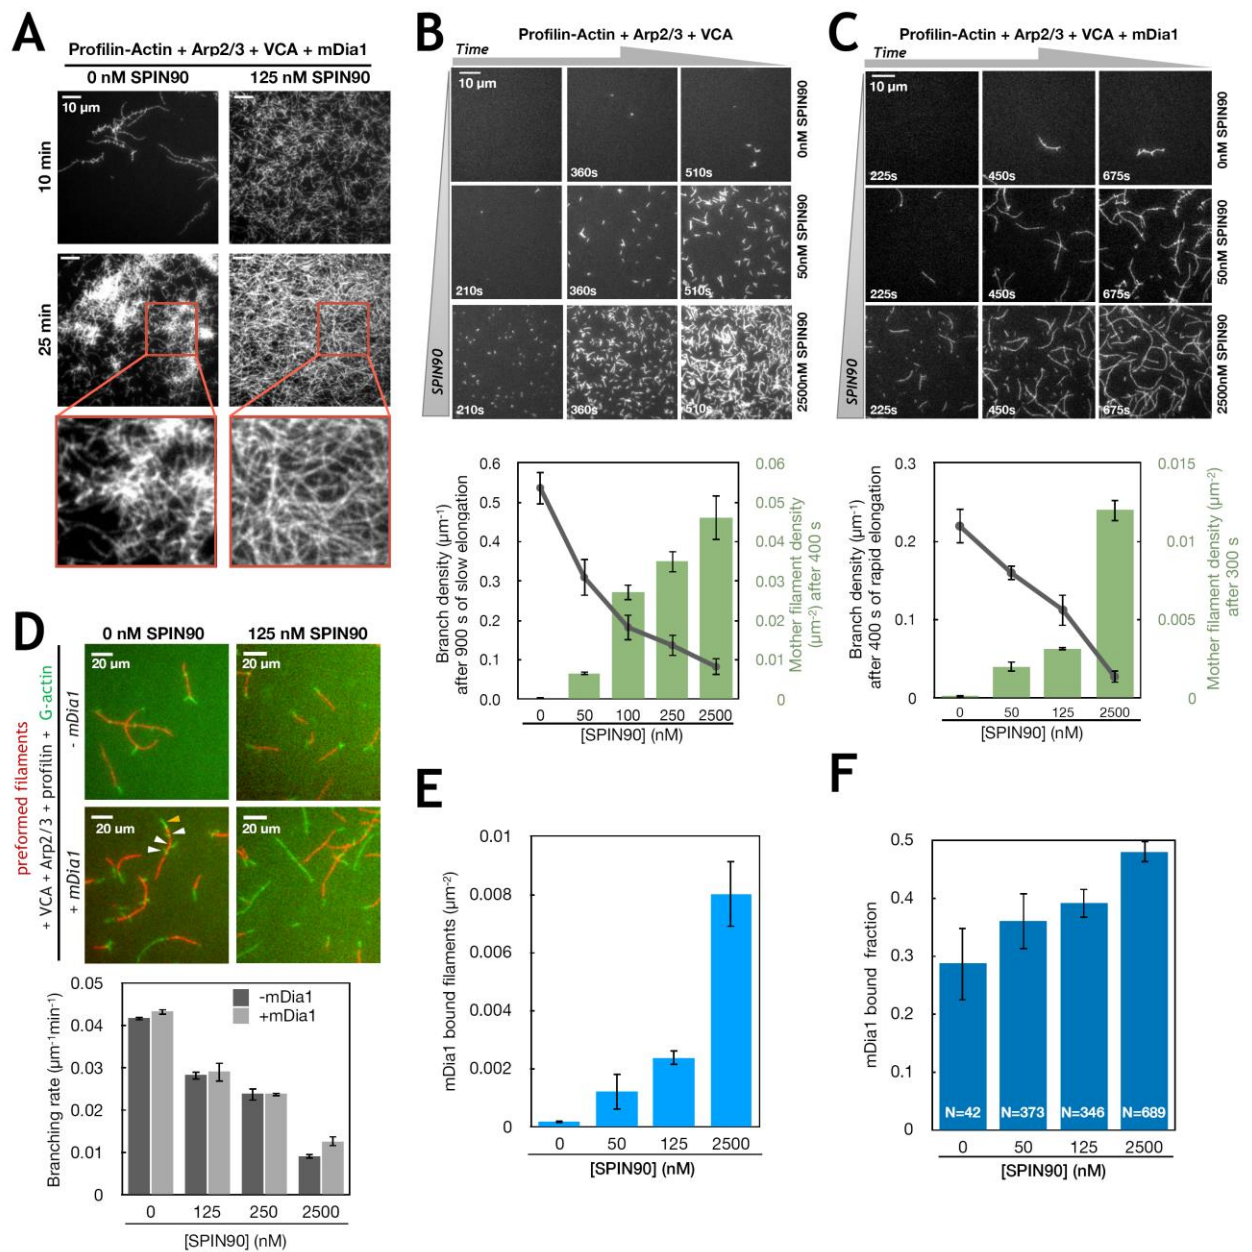 A
Profilin-Actin + Arp2/3 + VCA + mDia1
0 nM SPIN90
125 nM SPIN90
10 µm
10 min
25 min
B
Profilin-Actin + Arp2/3 + VCA
Time
10 µm
360s
510s
0nM SPIN90
210s
360s
510s
50nM SPIN90
210s
360s
510s
2500nM SPIN90
SPIN90
0.6
0.5
0.4
0.3
0.2
0.1
0.0
Branch density (µm⁻¹)
after 900 s of slow elongation
0.06
0.05
0.04
0.03
0.02
0.01
0
Mother filament density
(µm⁻²) after 400 s
0
50
100
250
2500
[SPIN90] (nM)
C
Profilin-Actin + Arp2/3 + VCA + mDia1
Time
10 µm
225s
450s
675s
0nM SPIN90
225s
450s
675s
50nM SPIN90
225s
450s
675s
2500nM SPIN90
SPIN90
0.3
0.2
0.1
0
Branch density (µm⁻¹)
after 400 s of rapid elongation
0.015
0.01
0.005
0
Mother filament density (µm⁻²)
after 300 s
0
50
125
2500
[SPIN90] (nM)
D
0 nM SPIN90
125 nM SPIN90
20 µm
20 µm
20 um
20 um
preformed filaments
+ VCA + Arp2/3 + profilin + G-actin
- mDia1
+ mDia1
0.05
0.04
0.03
0.02
0.01
0
Branching rate (µm⁻¹min⁻¹)
-mDia1
+mDia1
0
125
250
2500
[SPIN90] (nM)
E
0.01
0.008
0.006
0.004
0.002
0
mDia1 bound filaments (µm⁻²)
0
50
125
2500
[SPIN90] (nM)
F
0.5
0.4
0.3
0.2
0.1
0
mDia1 bound fraction
N=42
N=373
N=346
N=689
0
50
125
2500
[SPIN90] (nM)